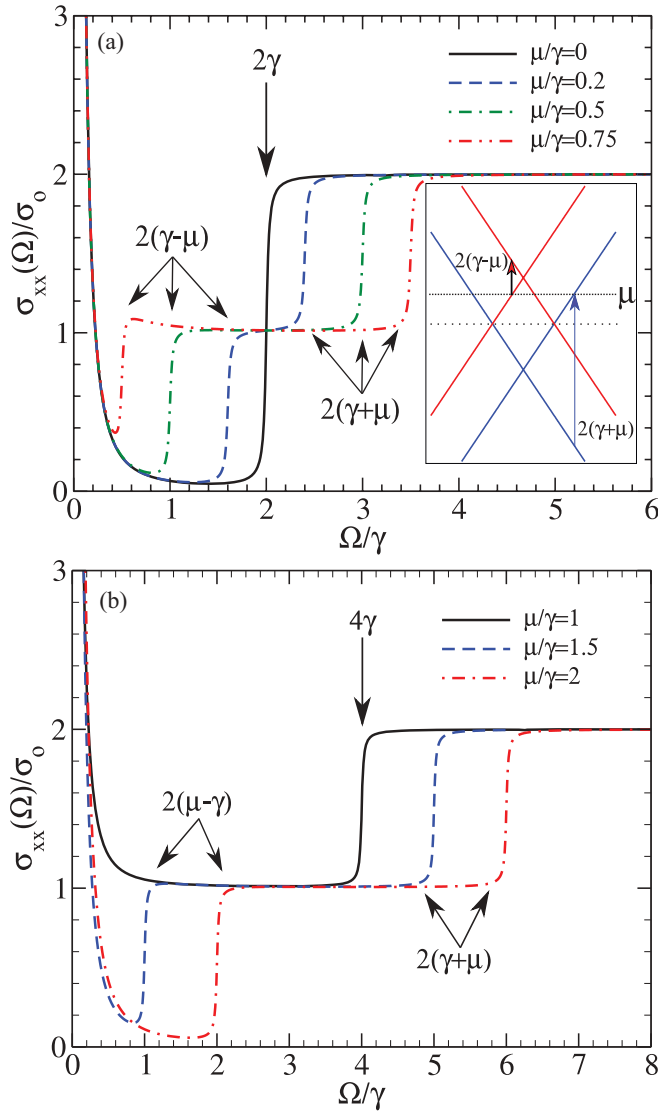 (a)
3
2
1
0
σxx(Ω)/σo
2γ
μ/γ=0
μ/γ=0.2
μ/γ=0.5
μ/γ=0.75
2(γ-μ)
2(γ+μ)
2(γ-μ)
μ
2(γ+μ)
0 1 2 3 4 5 6
Ω/γ
(b)
3
2
1
0
σxx(Ω)/σo
4γ
μ/γ=1
μ/γ=1.5
μ/γ=2
2(μ-γ)
2(γ+μ)
0 1 2 3 4 5 6 7 8
Ω/γ